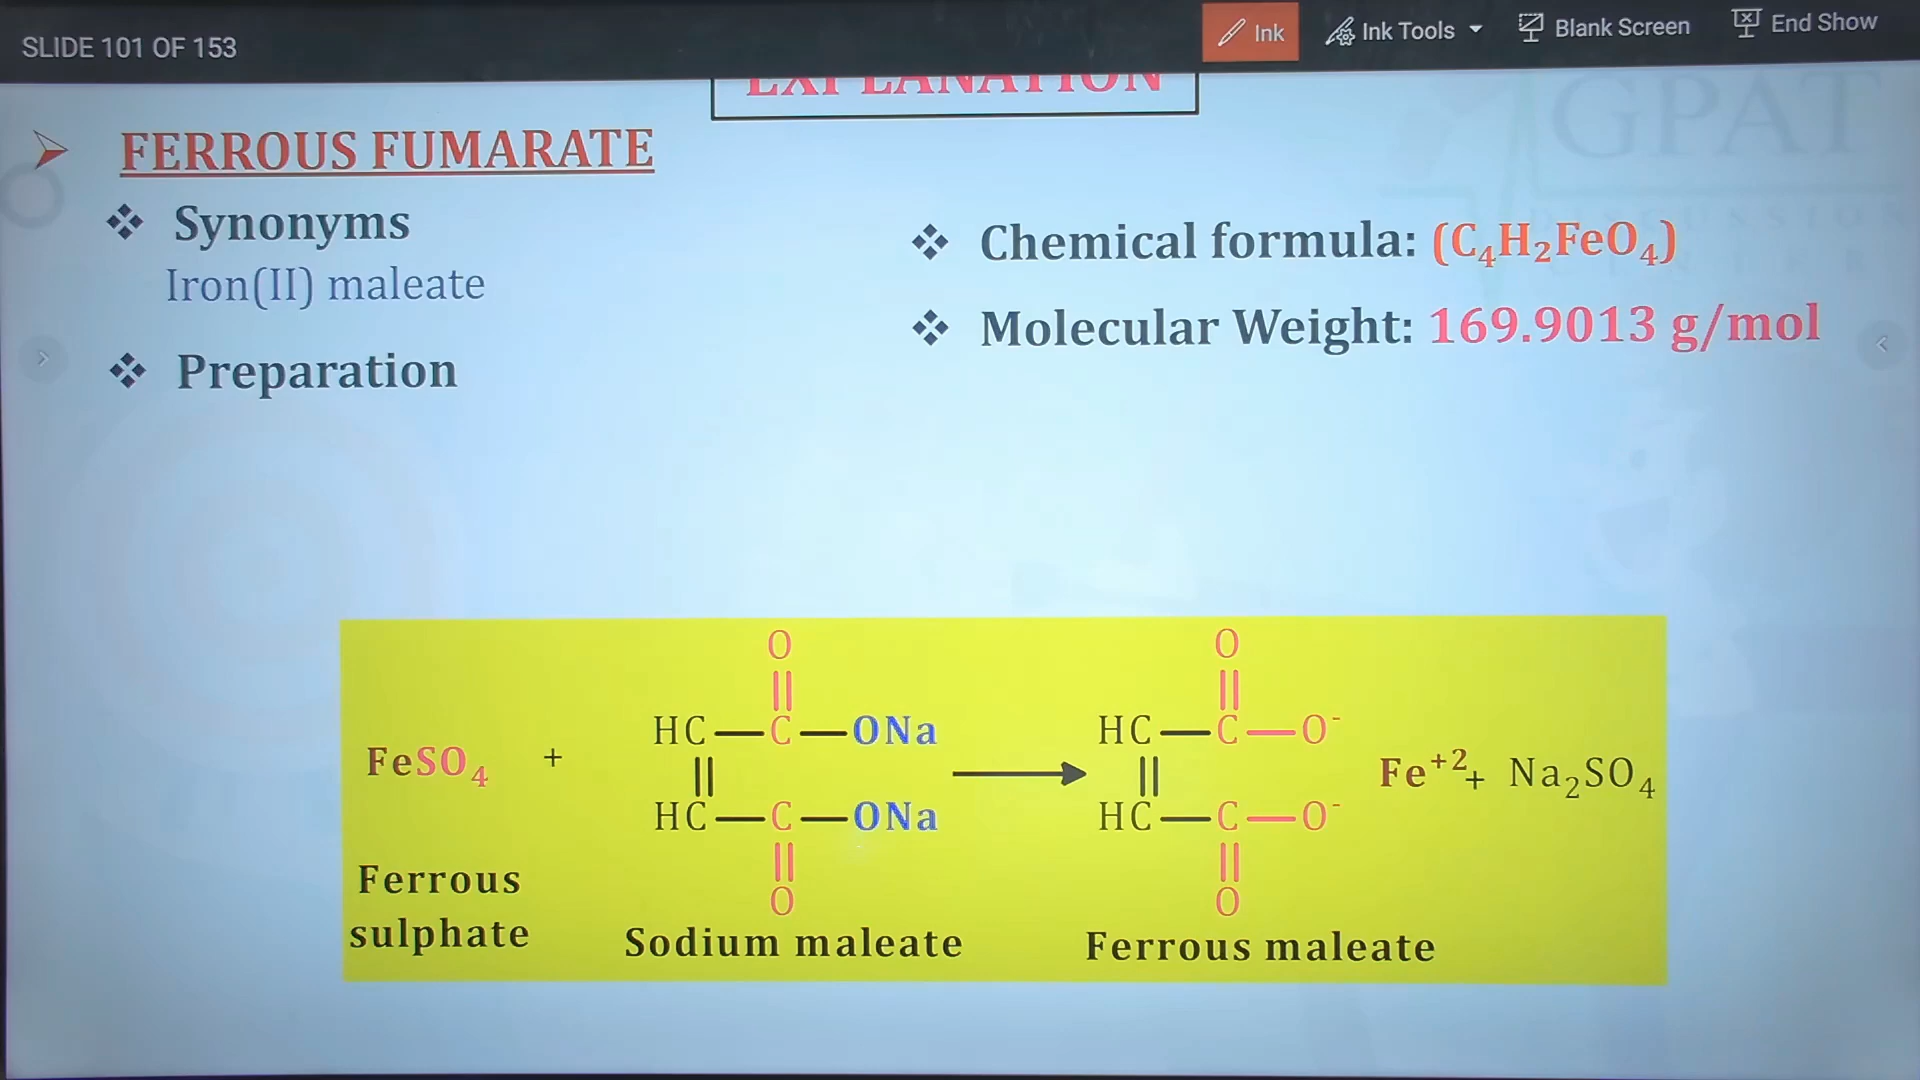 SLIDE 101 OF 153
Ink
Ink Tools
Blank Screen
End Show
EXPLANATION
GPAT
FERROUS FUMARATE
Synonyms
Iron(II) maleate
Chemical formula: (C₄H₂FeO₄)
Molecular Weight: 169.9013 g/mol
Preparation
O
||
HC—C—ONa
||
HC—C—ONa
||
O
FeSO₄ +
Ferrous
sulphate
Sodium maleate
O
||
HC—C—O⁻
||
HC—C—O⁻
||
O
Fe⁺² + Na₂SO₄
Ferrous maleate